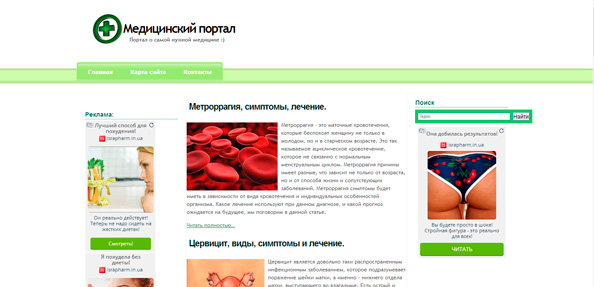 Медицинский портал
Портал о самой нужной медицине :)
Главная Карта сайта Контакты
Реклама:
Лучший способ для
похудения!
israpharm.in.ua
Он реально действует!
Теперь не надо сидеть на
жестких диетах!
Смотреть!
Я похудела без
диеты!
israpharm.in.ua
Метроррагия, симптомы, лечение.
Метроррагия - это маточные кровотечения,
которые беспокоят женщину не только в
молодом, но и в старческом возрасте. Это так
называемое ациклическое кровотечение,
которое не связанно с нормальным
менструальным циклом. Метроррагия причины
имеет разные, что зависит не только от возраста,
но и от способа жизни и сопутствующих
заболеваний. Метроррагия симптомы будет
иметь в зависимости от вида кровотечения и индивидуальных особенностей
организма. Какое лечение используют при данном диагнозе, и какой прогноз
ожидается на будущее, мы поговорим в данной статье.
Читать полностью...
Цервицит, виды, симптомы и лечение.
Цервицит является довольно таки распространенным
инфекционным заболеванием, которое подразумевает
поражение шейки матки, а именно - нижнего отдела
матки, выступающего во влагалище. Есть острый и
Поиск
Найти
Она добилась результатов!
israpharm.in.ua
Вы будете просто в шоке!
Стройная фигура - это реально
для всех!
ЧИТАТЬ